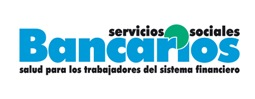 servicios sociales
Bancarios
salud para los trabajadores del sistema financiero